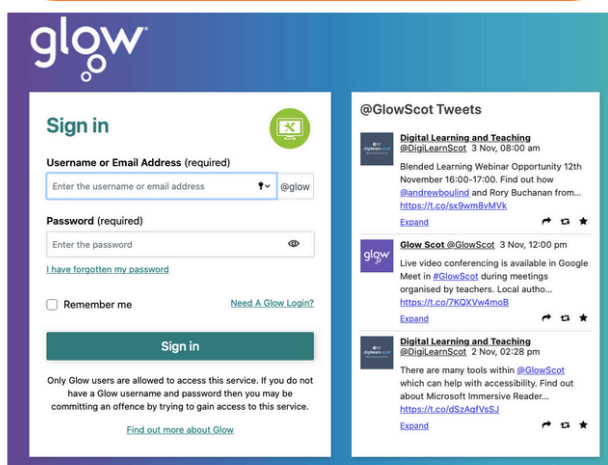 glow
Sign in
Username or Email Address (required)
Enter the username or email address
@glow
Password (required)
Enter the password
I have forgotten my password
Remember me
Need A Glow Login?
Sign in
Only Glow users are allowed to access this service. If you do not
have a Glow username and password then you may be
committing an offence by trying to gain access to this service.
Find out more about Glow
@GlowScot Tweets
Digital Learning and Teaching
@DigiLearnScot 3 Nov, 08:00 am
Blended Learning Webinar Opportunity 12th
November 16:00-17:00. Find out how
@andrewboulind and Rory Buchanan from...
https://t.co/sx9wm8vMVk
Expand
glow
Glow Scot @GlowScot 3 Nov, 12:00 pm
Live video conferencing is available in Google
Meet in #GlowScot during meetings
organised by teachers. Local autho...
https://t.co/7KQXVw4moB
Expand
Digital Learning and Teaching
@DigiLearnScot 2 Nov, 02:28 pm
There are many tools within @GlowScot
which can help with accessibility. Find out
about Microsoft Immersive Reader...
https://t.co/dSzAqfVsSJ
Expand